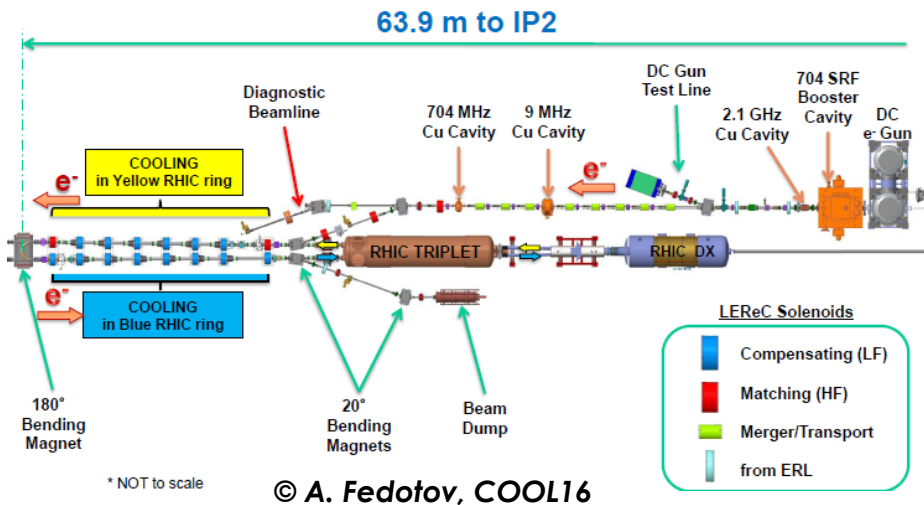 63.9 m to IP2
Diagnostic
Beamline
704 MHz
Cu Cavity
9 MHz
Cu Cavity
DC Gun
Test Line
2.1 GHz
Cu Cavity
704 SRF
Booster
Cavity
DC
e- Gun
COOLING
in Yellow RHIC ring
e-
e-
RHIC TRIPLET
RHIC DX
e-
COOLING
in Blue RHIC ring
180°
Bending
Magnet
20°
Bending
Magnets
Beam
Dump
LEReC Solenoids
Compensating (LF)
Matching (HF)
Merger/Transport
from ERL
* NOT to scale
© A. Fedotov, COOL16